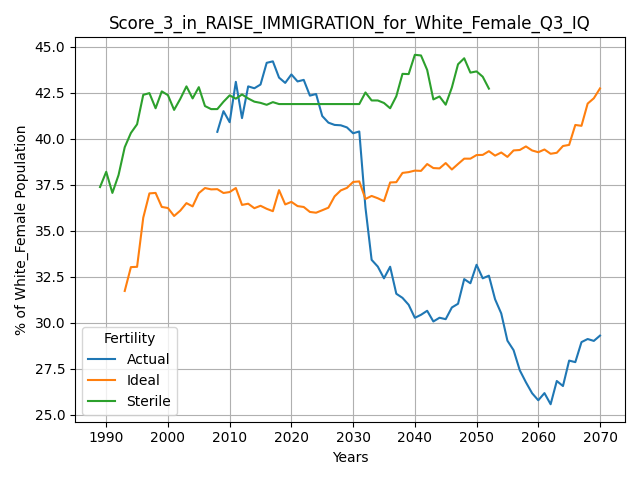 Score_3_in_RAISE_IMMIGRATION_for_White_Female_Q3_IQ
% of White_Female Population
45.0
42.5
40.0
37.5
35.0
32.5
30.0
27.5
25.0
Fertility
Actual
Ideal
Sterile
1990 2000 2010 2020 2030 2040 2050 2060 2070
Years